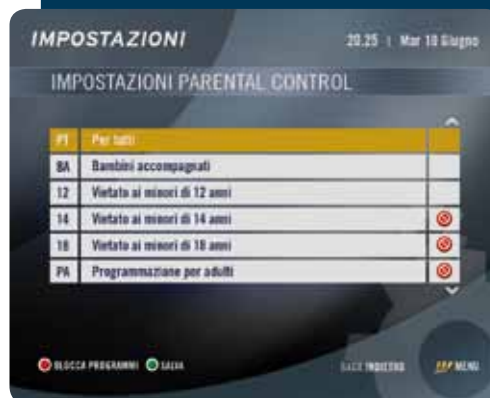 IMPOSTAZIONI 20.25 | Mar 18 Giugno
IMPOSTAZIONI PARENTAL CONTROL
PT Per tutti
BA Bambini accompagnati
12 Vietato ai minori di 12 anni
14 Vietato ai minori di 14 anni
18 Vietato ai minori di 18 anni
PA Programmazione per adulti
BLOCCA PROGRAMMI SALVA BACK INDIETRO MENU